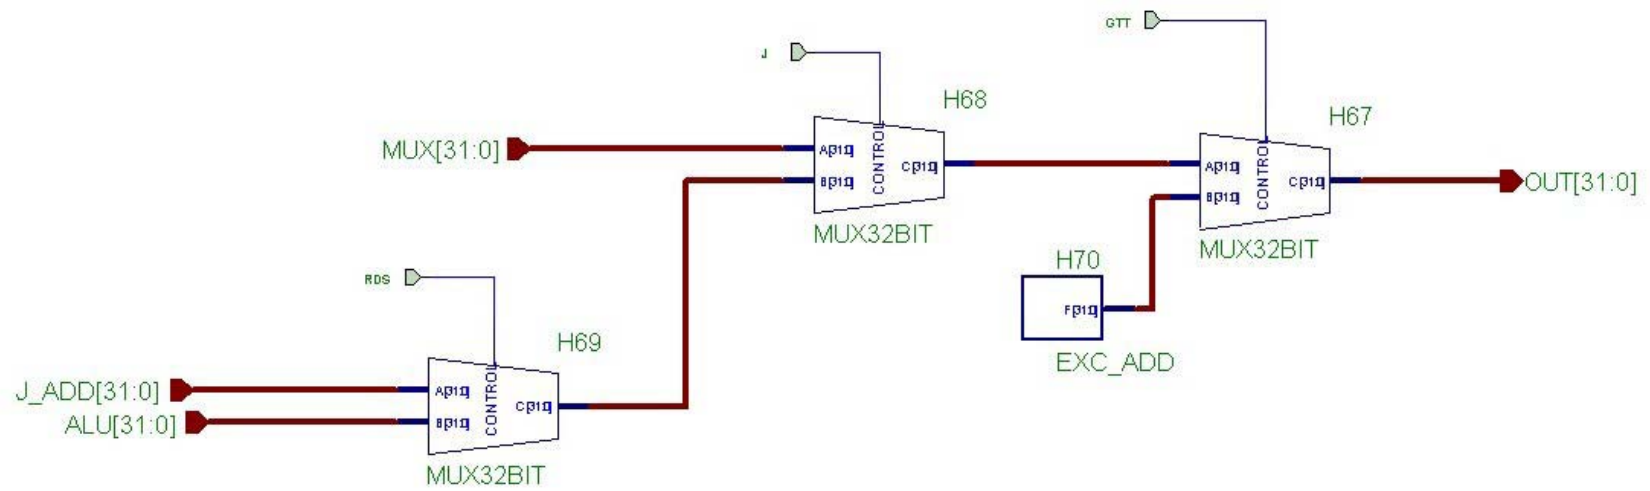 GTT
J
H68
H67
MUX[31:0]
A[31:0]
B[31:0]
CONTROL
C[31:0]
MUX32BIT
A[31:0]
B[31:0]
CONTROL
C[31:0]
OUT[31:0]
MUX32BIT
H70
F[31:0]
EXC_ADD
RDS
H69
J_ADD[31:0]
ALU[31:0]
A[31:0]
B[31:0]
CONTROL
C[31:0]
MUX32BIT